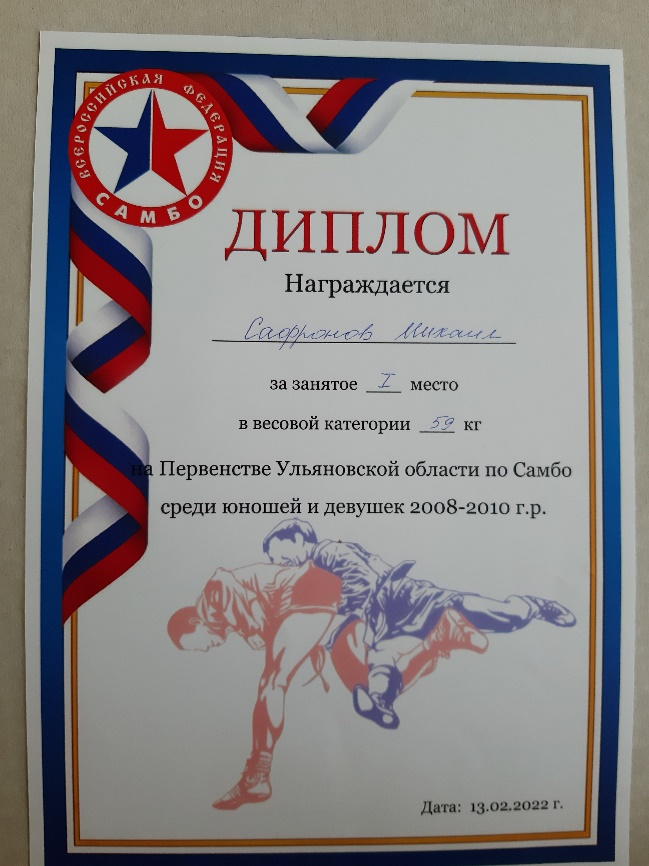 ВСЕРОССИЙСКАЯ ФЕДЕРАЦИЯ
САМБО
ДИПЛОМ
Награждается
Сафронов Михаил
за занятое I место
в весовой категории 59 кг
на Первенстве Ульяновской области по Самбо
среди юношей и девушек 2008-2010 г.р.
Дата: 13.02.2022 г.